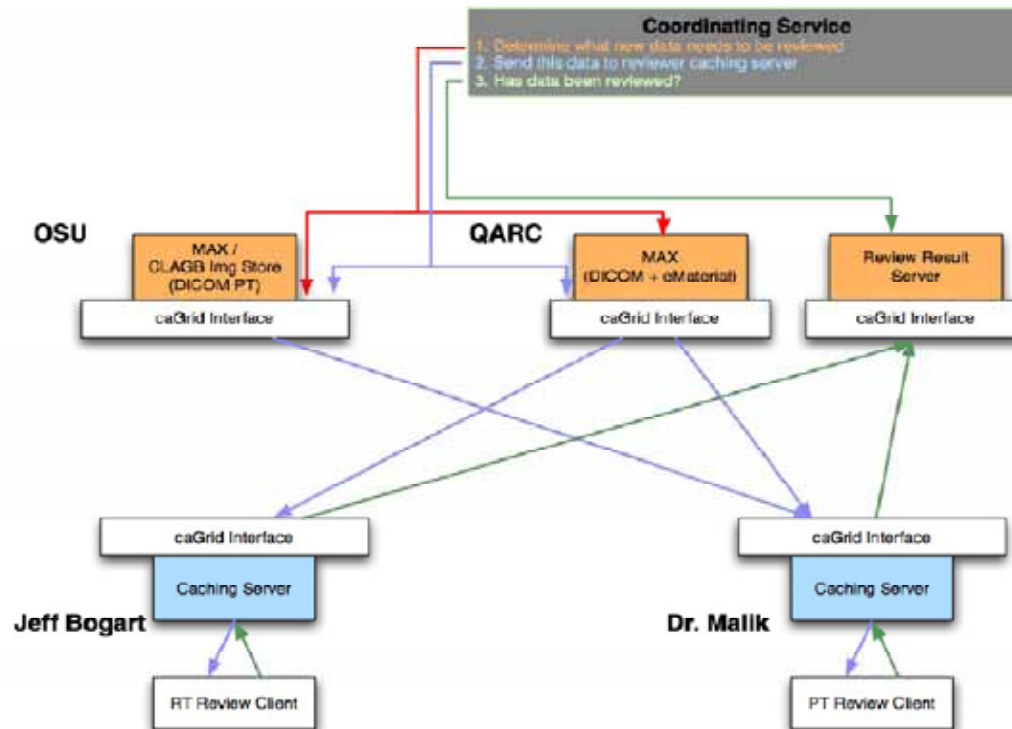 Coordinating Service
1. Determine what new data needs to be reviewed
2. Send this data to reviewer caching server
3. Has data been reviewed?
OSU
QARC
MAX /
CLAGB Img Store
(DICOM PT)
caGrid Interface
MAX
(DICOM + eMaterial)
caGrid Interface
Review Result
Server
caGrid Interface
caGrid Interface
Caching Server
Jeff Bogart
RT Review Client
caGrid Interface
Caching Server
Dr. Malik
PT Review Client